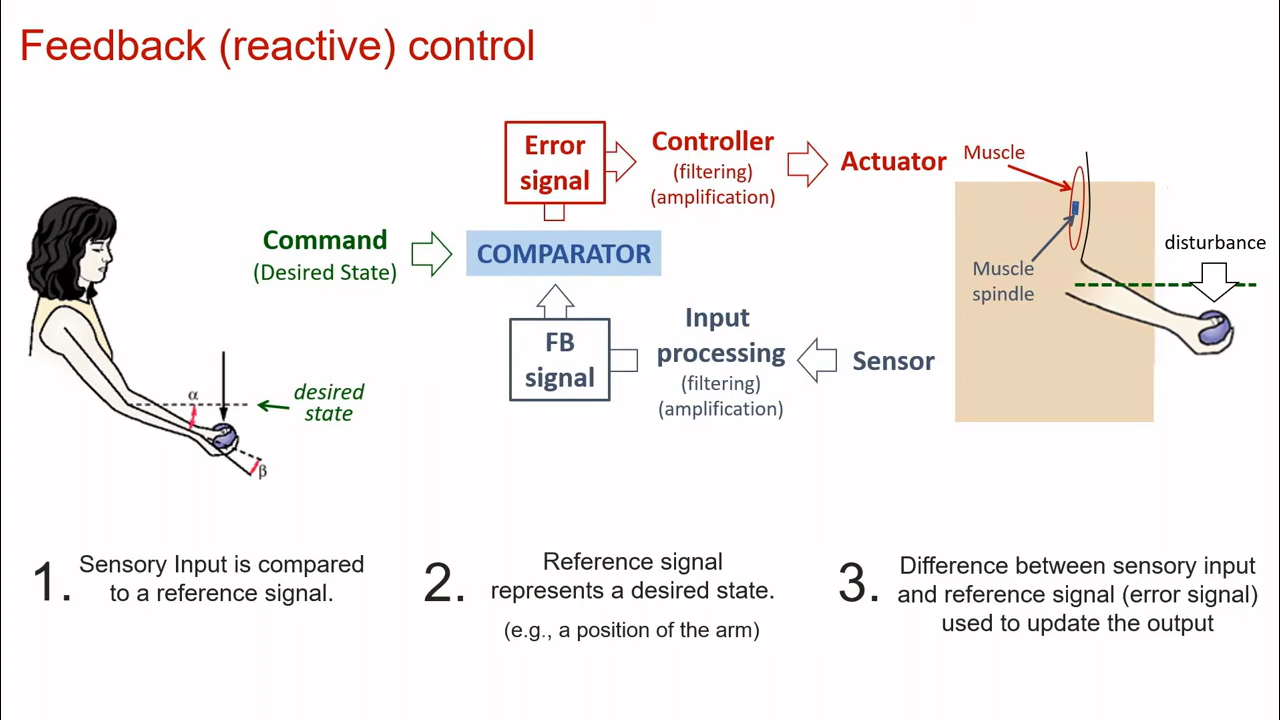 Feedback (reactive) control
Error
signal
Controller
(filtering)
(amplification)
Actuator
Muscle
Command
(Desired State)
COMPARATOR
Muscle
spindle
disturbance
FB
signal
Input
processing
(filtering)
(amplification)
Sensor
α
desired
state
β
1.
Sensory Input is compared
to a reference signal.
2.
Reference signal
represents a desired state.
(e.g., a position of the arm)
3.
Difference between sensory input
and reference signal (error signal)
used to update the output